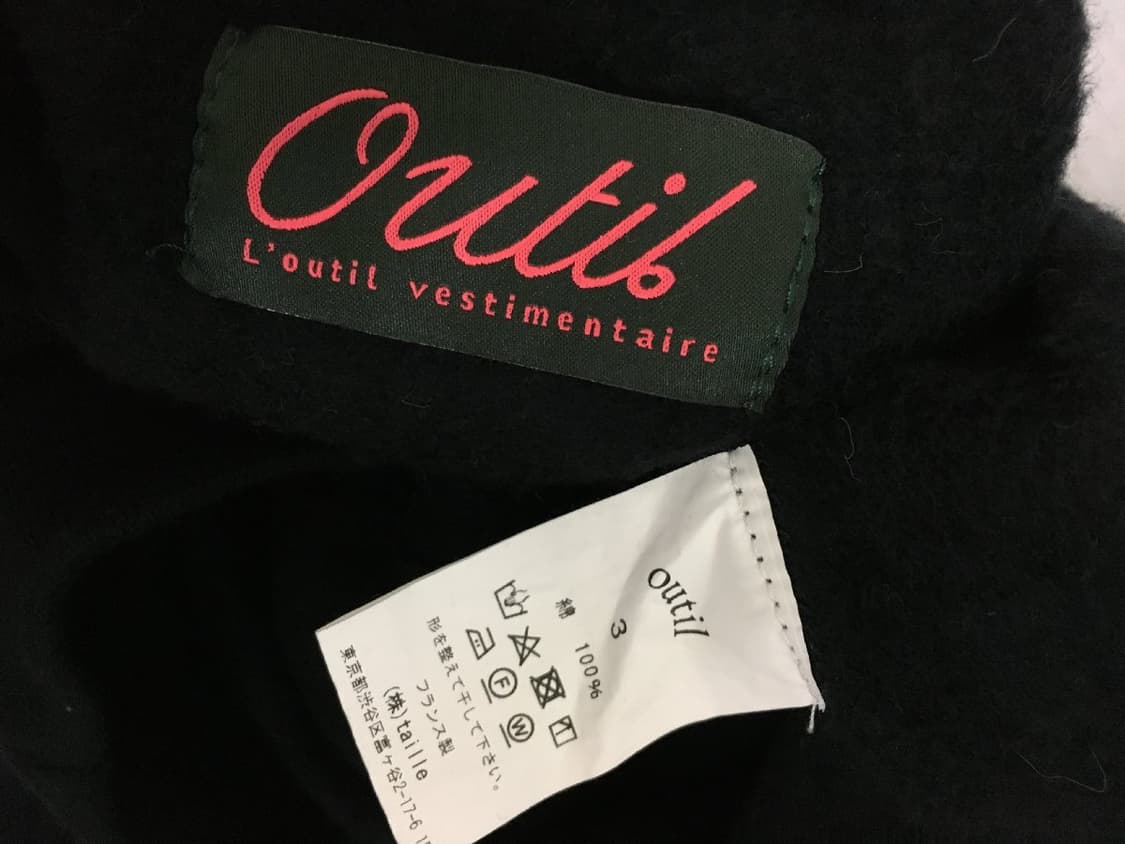 Outil
L'outil vestimentaire
outil
3
綿 100%
F W
形を整えて干して下さい。
フランス製
(株)taille
東京都渋谷区富ヶ谷2-17-6